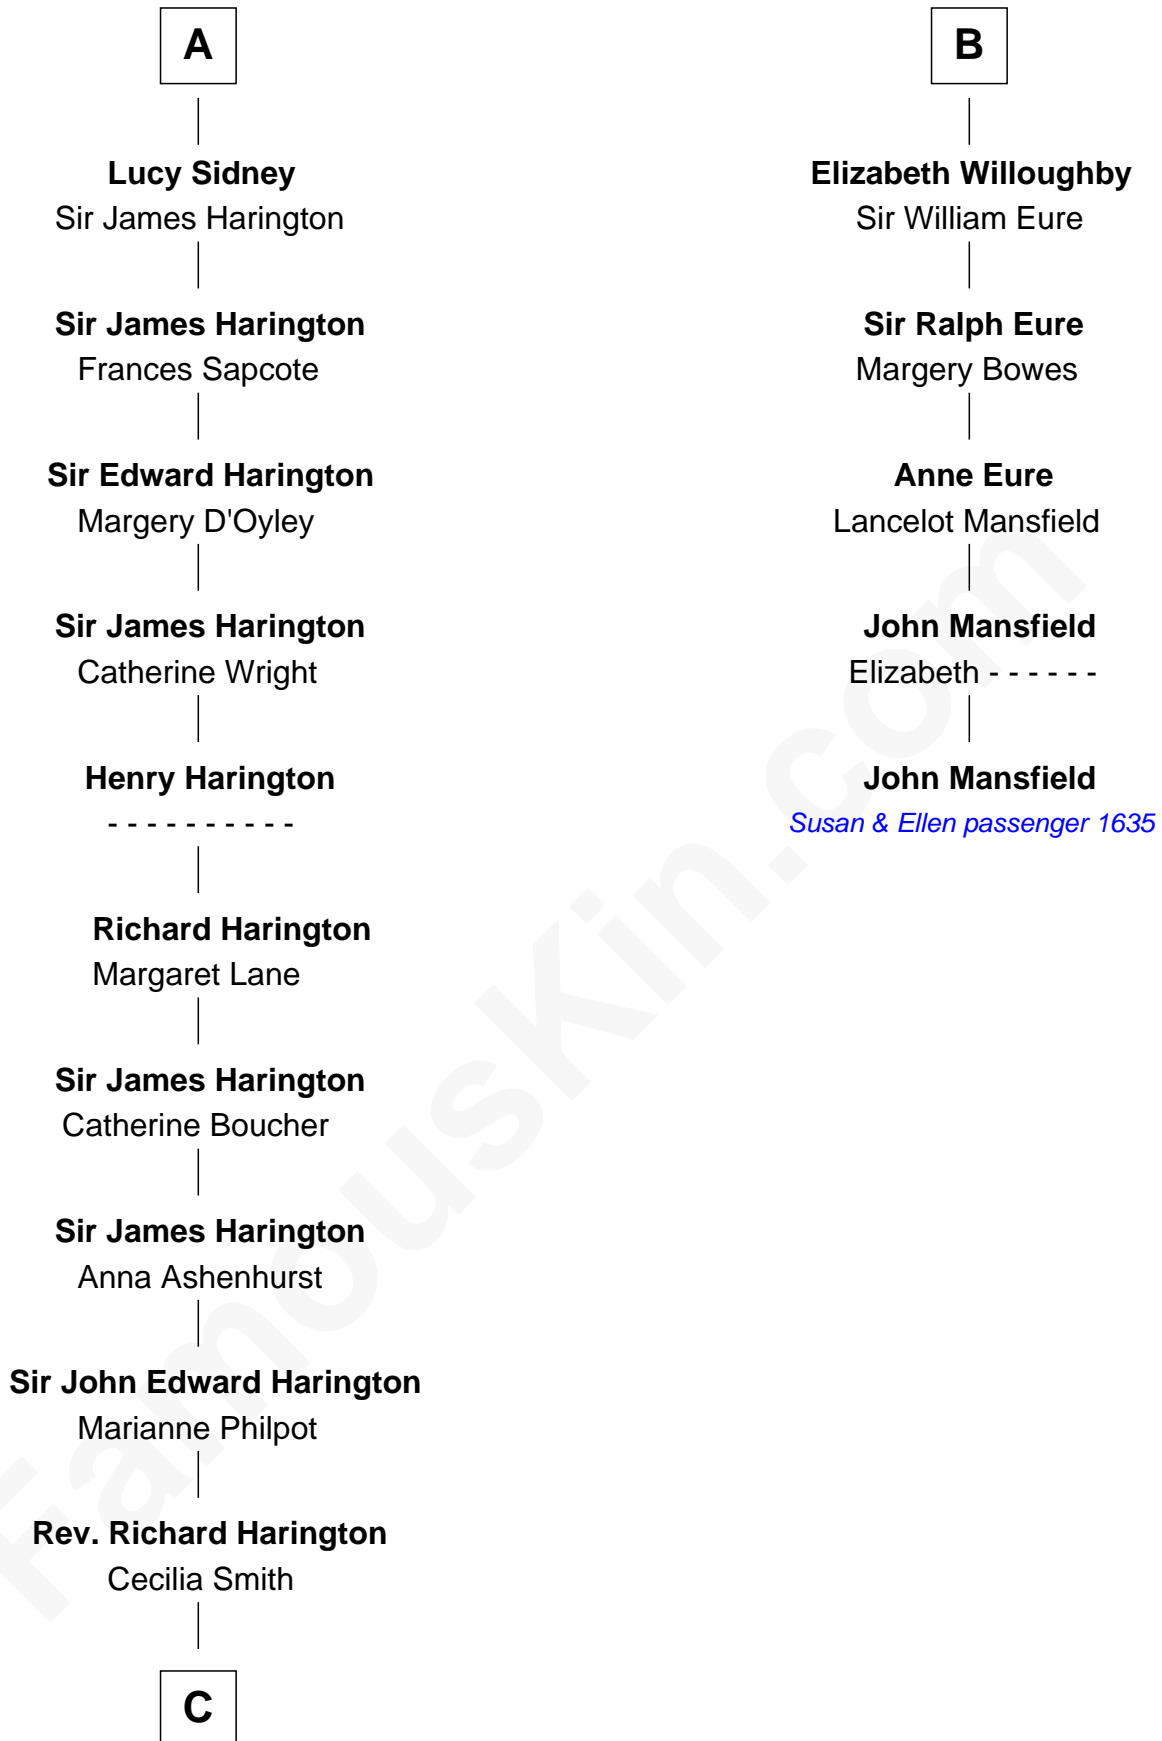 A
Lucy Sidney
Sir James Harington
Sir James Harington
Frances Sapcote
Sir Edward Harington
Margery D'Oyley
Sir James Harington
Catherine Wright
Henry Harington
- - - - - - - - - -
Richard Harington
Margaret Lane
Sir James Harington
Catherine Boucher
Sir James Harington
Anna Ashenhurst
Sir John Edward Harington
Marianne Philpot
Rev. Richard Harington
Cecilia Smith
C
B
Elizabeth Willoughby
Sir William Eure
Sir Ralph Eure
Margery Bowes
Anne Eure
Lancelot Mansfield
John Mansfield
Elizabeth - - - - - -
John Mansfield
Susan & Ellen passenger 1635
FamousKin.com